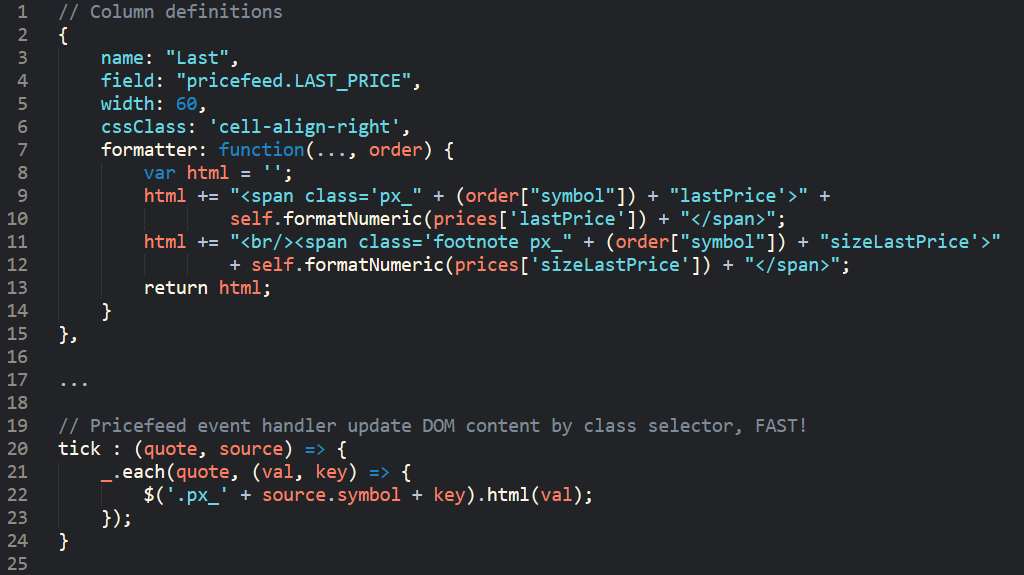 1 // Column definitions
2 {
3 name: "Last",
4 field: "pricefeed.LAST_PRICE",
5 width: 60,
6 cssClass: 'cell-align-right',
7 formatter: function(..., order) {
8 var html = '';
9 html += "<span class='px_" + (order["symbol"]) + "lastPrice'>" +
10 self.formatNumeric(prices['lastPrice']) + "</span>";
11 html += "<br/><span class='footnote px_" + (order["symbol"]) + "sizeLastPrice'>"
12 + self.formatNumeric(prices['sizeLastPrice']) + "</span>";
13 return html;
14 }
15 },
16
17 ...
18
19 // Pricefeed event handler update DOM content by class selector, FAST!
20 tick : (quote, source) => {
21 _.each(quote, (val, key) => {
22 $('.px_' + source.symbol + key).html(val);
23 });
24 }
25